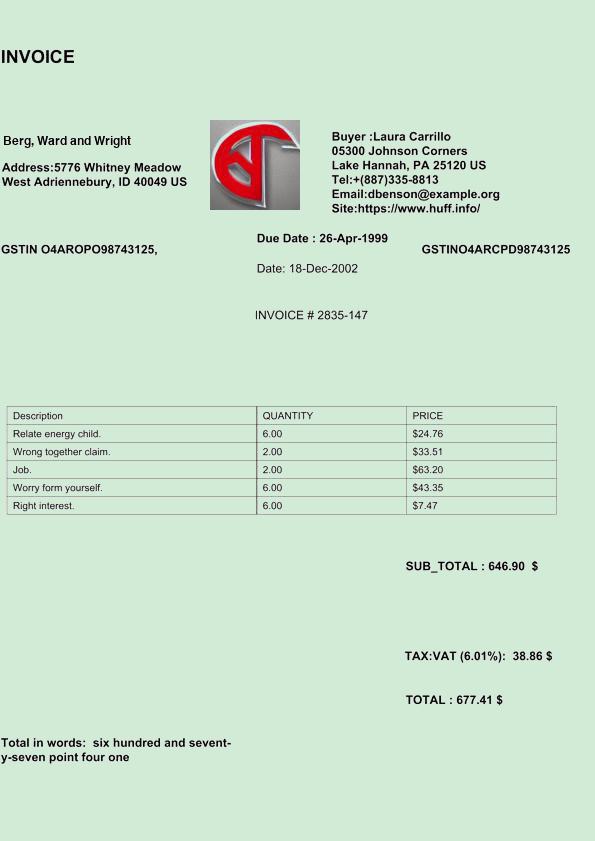 INVOICE
Berg, Ward and Wright
Address:5776 Whitney Meadow
West Adriennebury, ID 40049 US
Buyer :Laura Carrillo
05300 Johnson Corners
Lake Hannah, PA 25120 US
Tel:+(887)335-8813
Email:dbenson@example.org
Site:https://www.huff.info/
GSTIN O4AROPO98743125,
Due Date : 26-Apr-1999
GSTINO4ARCPD98743125
Date: 18-Dec-2002
INVOICE # 2835-147
Description QUANTITY PRICE
Relate energy child. 6.00 $24.76
Wrong together claim. 2.00 $33.51
Job. 2.00 $63.20
Worry form yourself. 6.00 $43.35
Right interest. 6.00 $7.47
SUB_TOTAL : 646.90 $
TAX:VAT (6.01%): 38.86 $
TOTAL : 677.41 $
Total in words: six hundred and sevent-
y-seven point four one